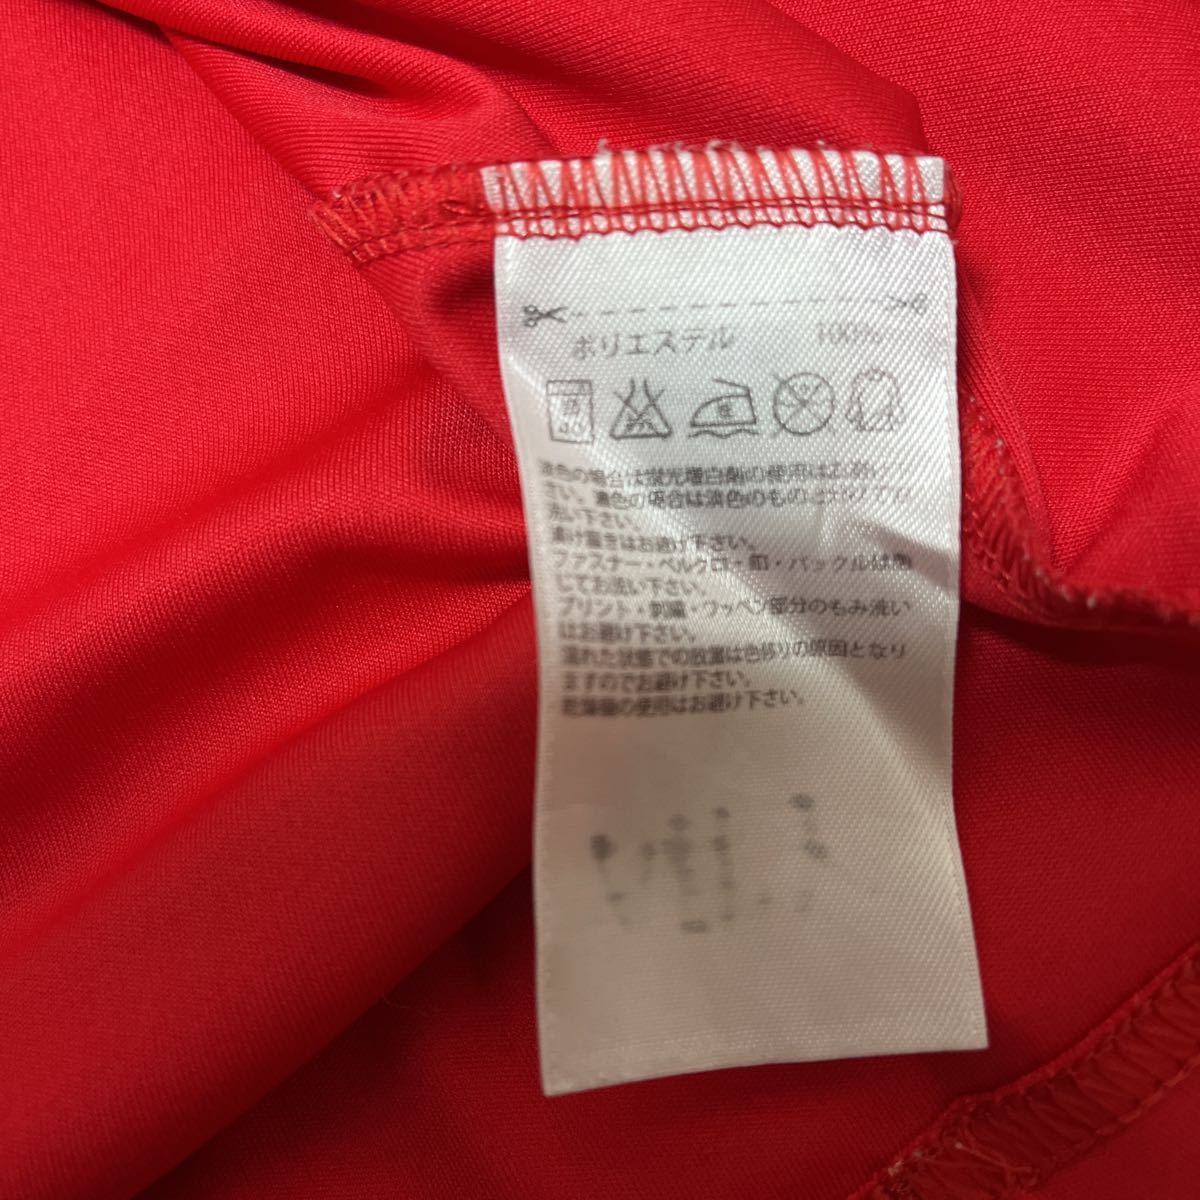 ポリエステル 100%
淡色の場合は蛍光増白剤の使用はお避け下
さい。濃色の場合は淡色のものと分けて
洗い下さい。
漬け置きはお避け下さい。
ファスナー・ベルクロ・釦・バックルは閉
じてお洗い下さい。
プリント・刺繍・ワッペン部分のもみ洗い
はお避け下さい。
濡れた状態での放置は色移りの原因となり
ますのでお避け下さい。
乾燥機の使用はお避け下さい。